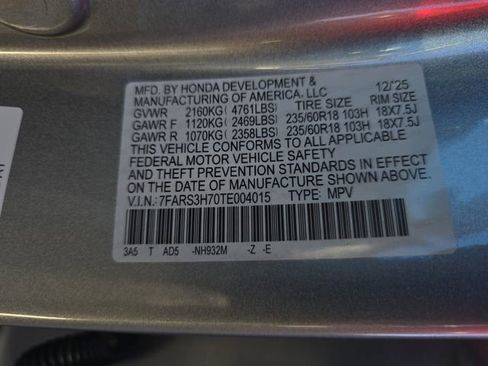 MFD. BY HONDA DEVELOPMENT & 12/25
MANUFACTURING OF AMERICA, LLC
GVWR 2160KG( 4761LBS) TIRE SIZE RIM SIZE
GAWR F 1120KG( 2469LBS) 235/60R18 103H 18X7.5J
GAWR R 1070KG( 2358LBS) 235/60R18 103H 18X7.5J
THIS VEHICLE CONFORMS TO ALL APPLICABLE
FEDERAL MOTOR VEHICLE SAFETY
AND THEFT PREVENTION STANDARDS IN EFFECT
ON THE DATE OF MANUFACTURE SHOWN ABOVE.
V.I.N.: 7FARS3H70TE004015 TYPE: MPV
3A5 T AD5 -NH932M -Z -E